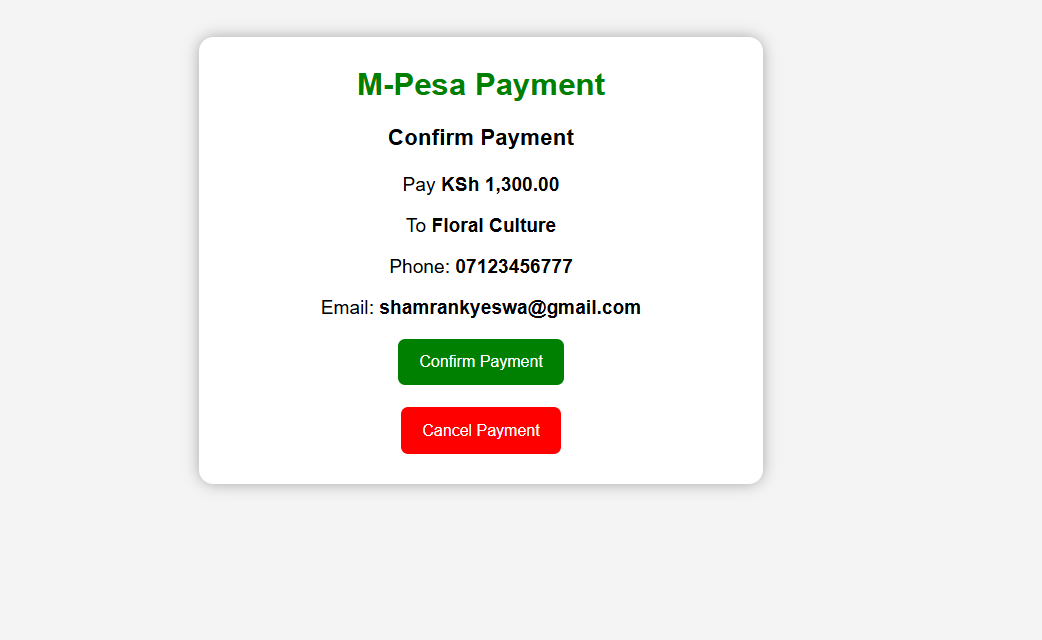 M-Pesa Payment
Confirm Payment
Pay KSh 1,300.00
To Floral Culture
Phone: 07123456777
Email: shamrankyeswa@gmail.com
Confirm Payment
Cancel Payment